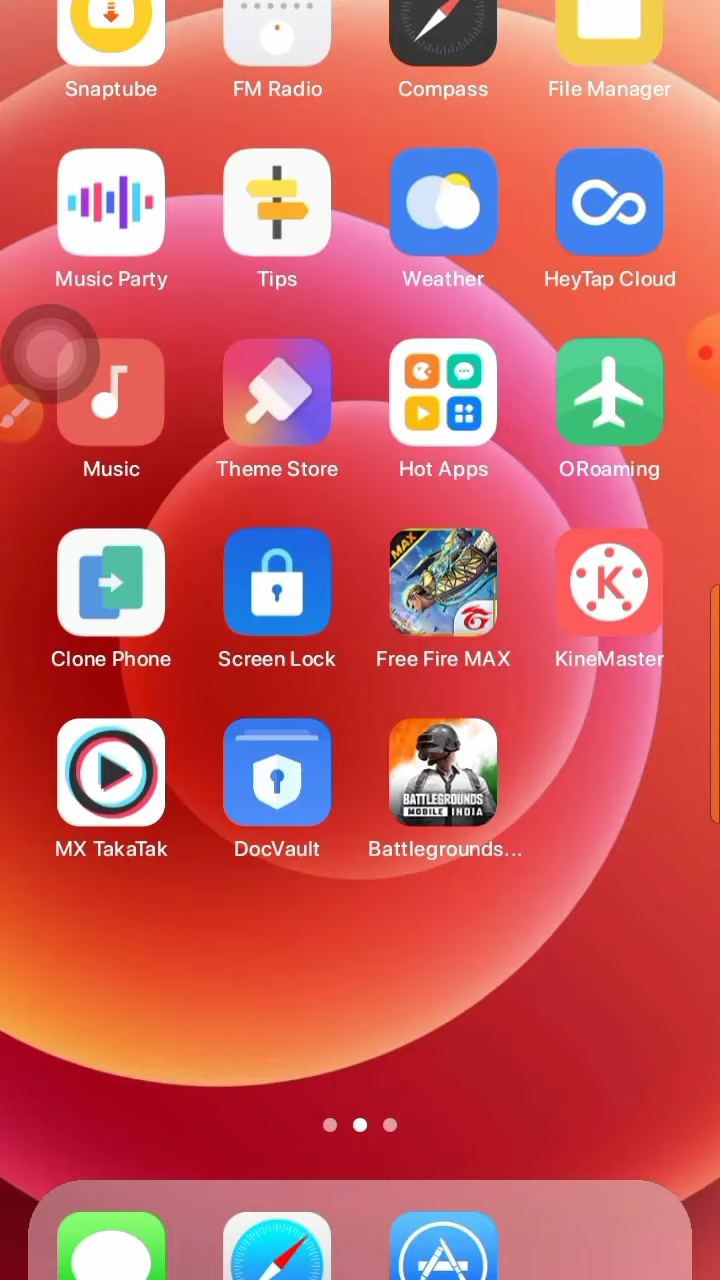 Snaptube FM Radio Compass File Manager
Music Party Tips Weather HeyTap Cloud
Music Theme Store Hot Apps ORoaming
MAX
K
Clone Phone Screen Lock Free Fire MAX KineMaster
BATTLEGROUNDS
MOBILE INDIA
MX TakaTak DocVault Battlegrounds...